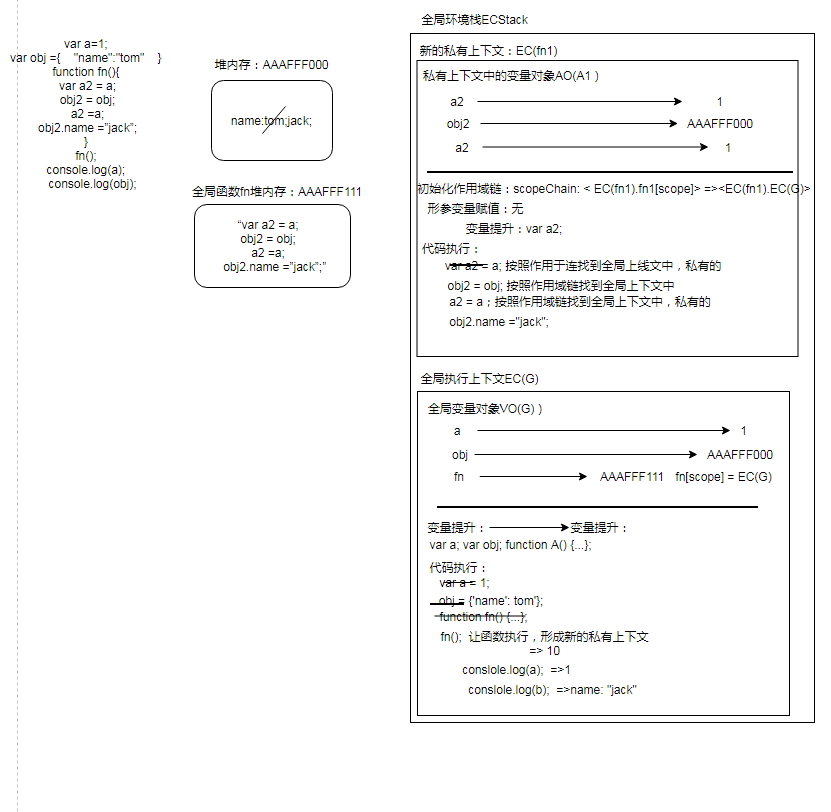 var a=1;
var obj ={ "name":"tom" }
function fn(){
var a2 = a;
obj2 = obj;
a2 =a;
obj2.name ="jack";
}
fn();
console.log(a);
console.log(obj);
堆内存：AAAFFF000
name:tom;jack;
全局函数fn堆内存：AAAFFF111
“var a2 = a;
obj2 = obj;
a2 =a;
obj2.name =”jack”;”
全局环境栈ECStack
新的私有上下文：EC(fn1)
私有上下文中的变量对象AO(A1 )
a2 1
obj2 AAAFFF000
a2 1
初始化作用域链：scopeChain: < EC(fn1).fn1[scope]> =><EC(fn1).EC(G)>
形参变量赋值：无
变量提升：var a2;
代码执行：
var a2 = a; 按照作用于连找到全局上线文中，私有的
obj2 = obj; 按照作用域链找到全局上下文中
a2 = a；按照作用域链找到全局上下文中，私有的
obj2.name ="jack";
全局执行上下文EC(G)
全局变量对象VO(G) )
a 1
obj AAAFFF000
fn AAAFFF111 fn[scope] = EC(G)
变量提升： 变量提升：
var a; var obj; function A() {...};
代码执行：
var a = 1;
obj = {'name': tom'};
function fn() {...};
fn(); 让函数执行，形成新的私有上下文
=> 10
conslole.log(a); =>1
conslole.log(b); =>name: "jack"